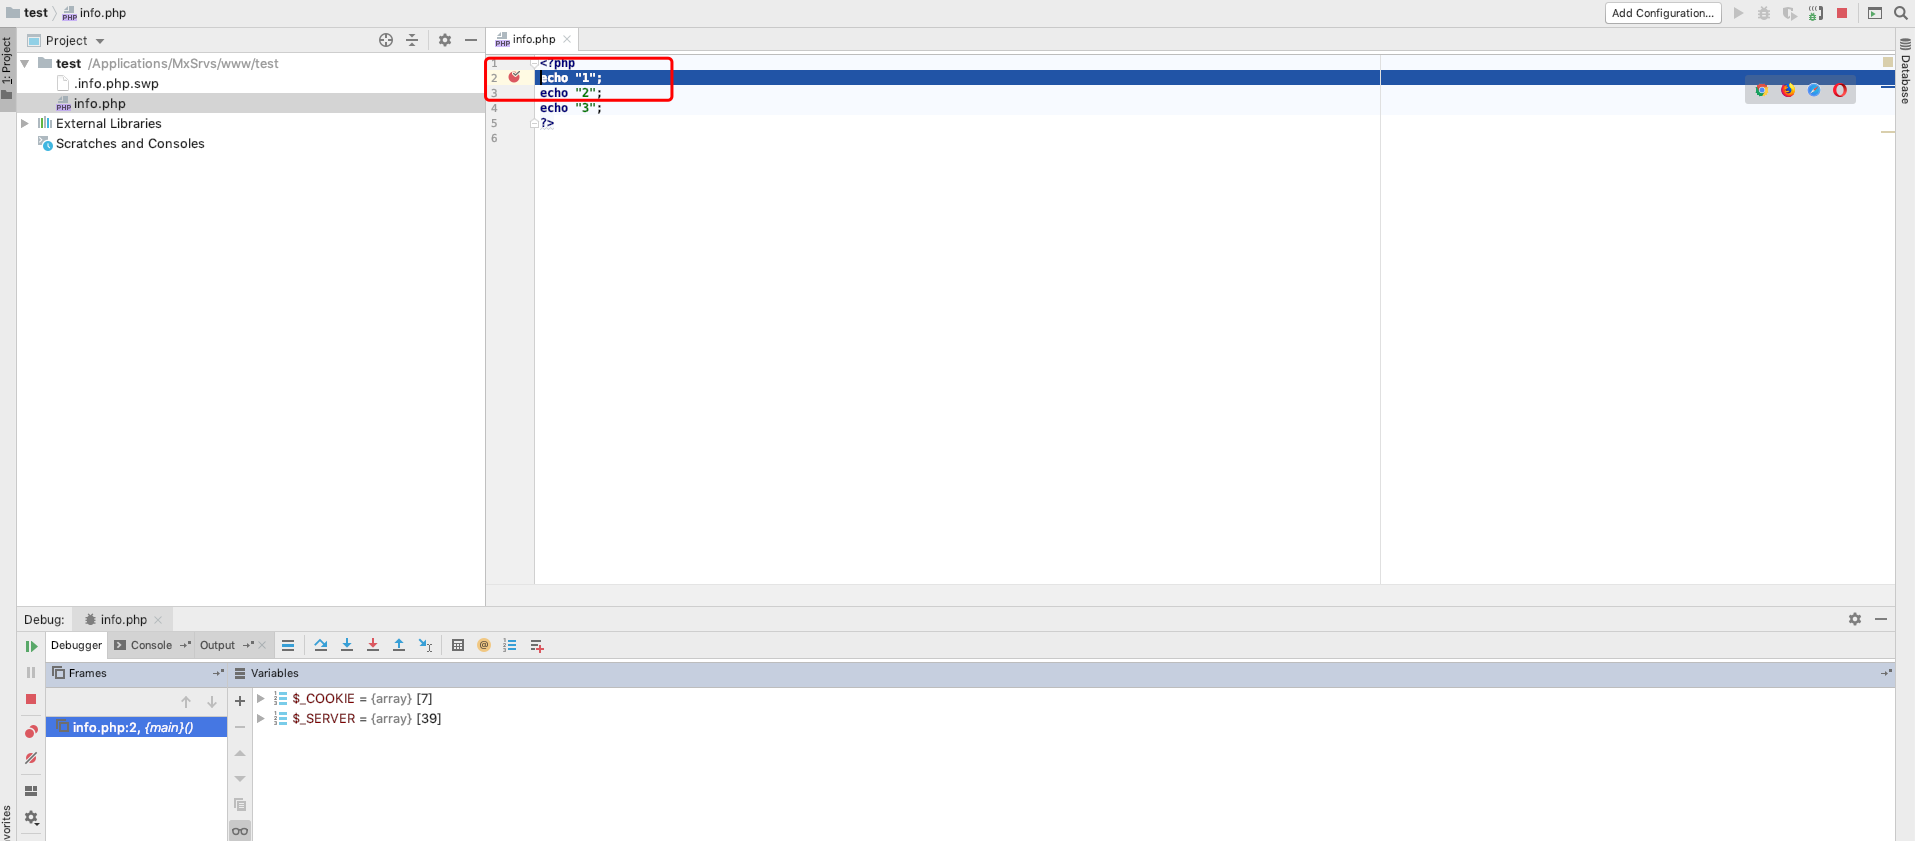 test info.php Add Configuration...
1: Project
Project
info.php
test /Applications/MxSrvs/www/test
.info.php.swp
info.php
External Libraries
Scratches and Consoles
1 <?php
2 echo "1";
3 echo "2";
4 echo "3";
5 ?>
6
Database
Debug: info.php
Debugger Console Output
Frames Variables
info.php:2, {main}()
$_COOKIE = {array} [7]
$_SERVER = {array} [39]
vorites